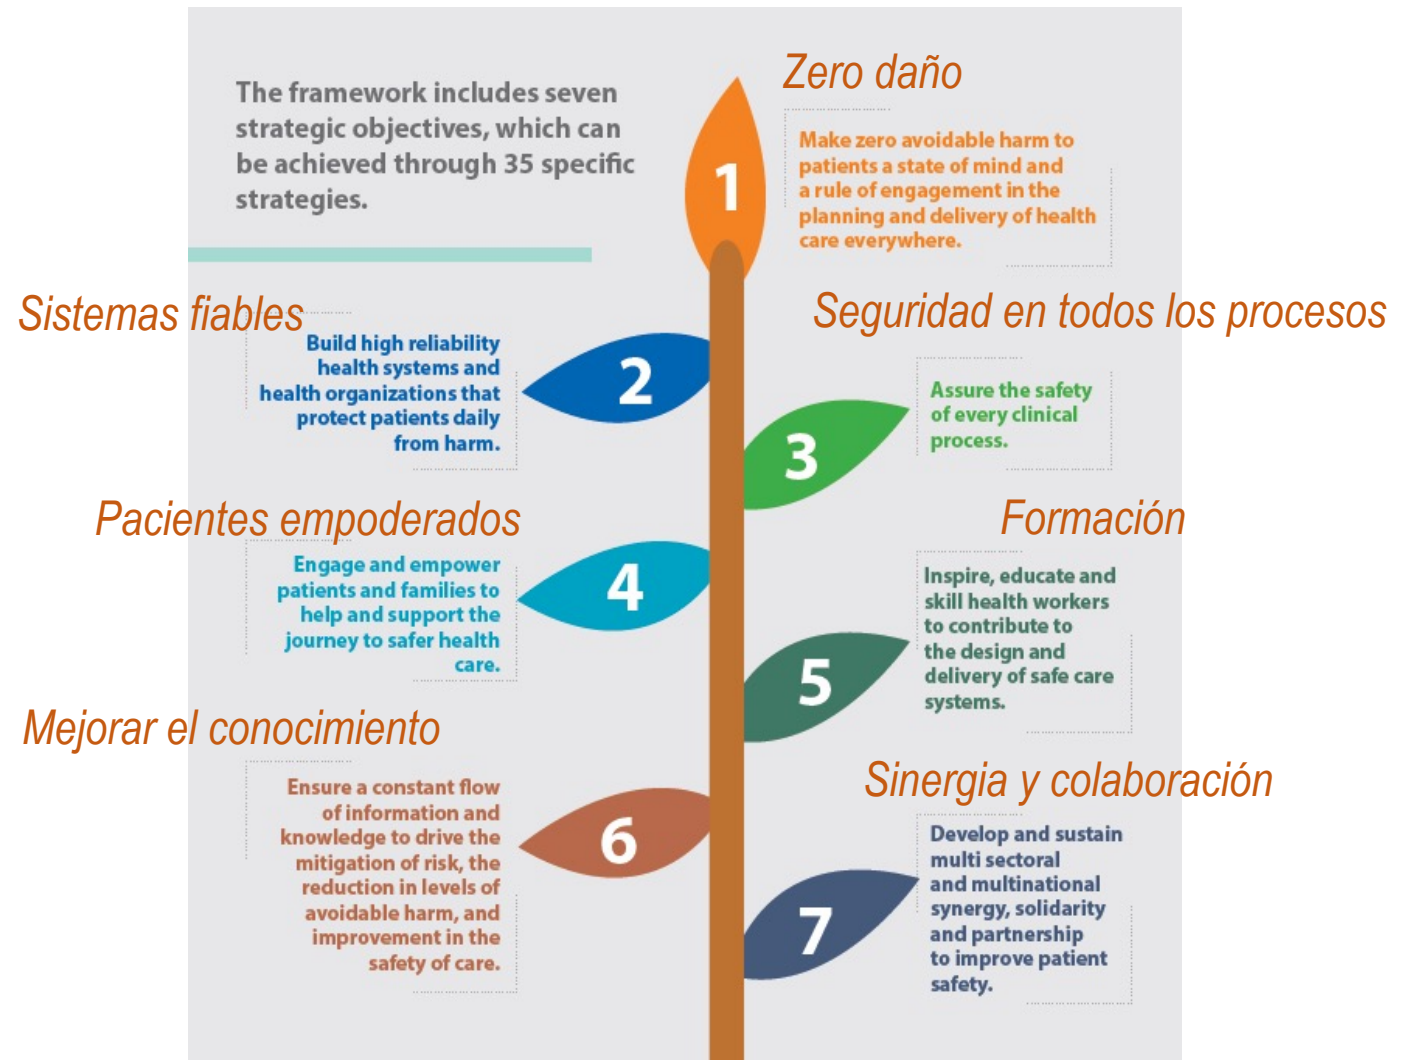 The framework includes seven
strategic objectives, which can
be achieved through 35 specific
strategies.
Zero daño
1
Make zero avoidable harm to
patients a state of mind and
a rule of engagement in the
planning and delivery of health
care everywhere.
Sistemas fiables
2
Build high reliability
health systems and
health organizations that
protect patients daily
from harm.
Seguridad en todos los procesos
3
Assure the safety
of every clinical
process.
Pacientes empoderados
4
Engage and empower
patients and families to
help and support the
journey to safer health
care.
Formación
5
Inspire, educate and
skill health workers
to contribute to
the design and
delivery of safe care
systems.
Mejorar el conocimiento
6
Ensure a constant flow
of information and
knowledge to drive the
mitigation of risk, the
reduction in levels of
avoidable harm, and
improvement in the
safety of care.
Sinergia y colaboración
7
Develop and sustain
multi sectoral
and multinational
synergy, solidarity
and partnership
to improve patient
safety.